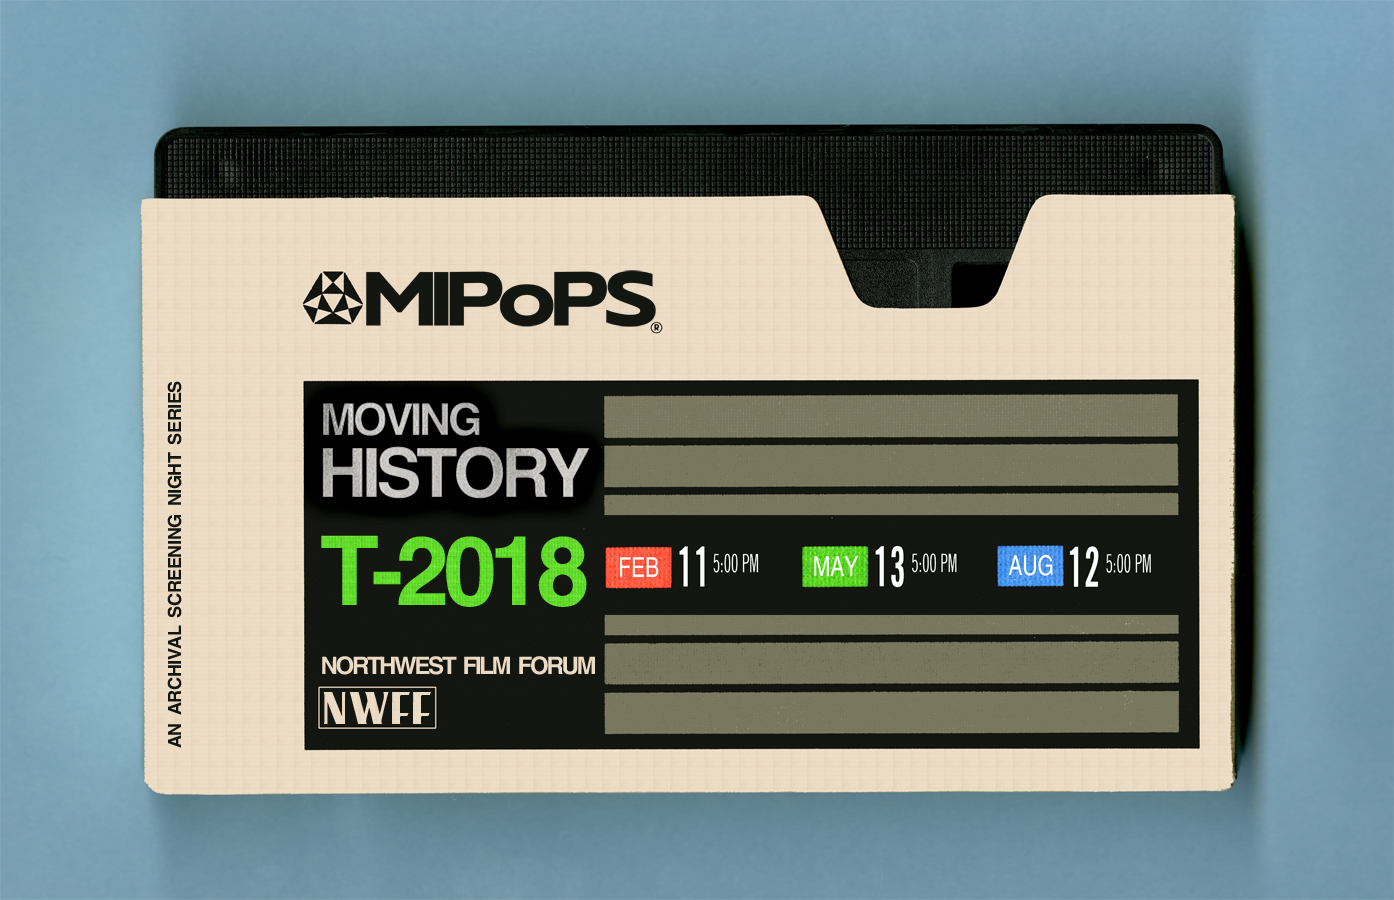 MIPoPS®
MOVING
HISTORY
T-2018
FEB 11 5:00 PM
MAY 13 5:00 PM
AUG 12 5:00 PM
NORTHWEST FILM FORUM
NWFF
AN ARCHIVAL SCREENING NIGHT SERIES